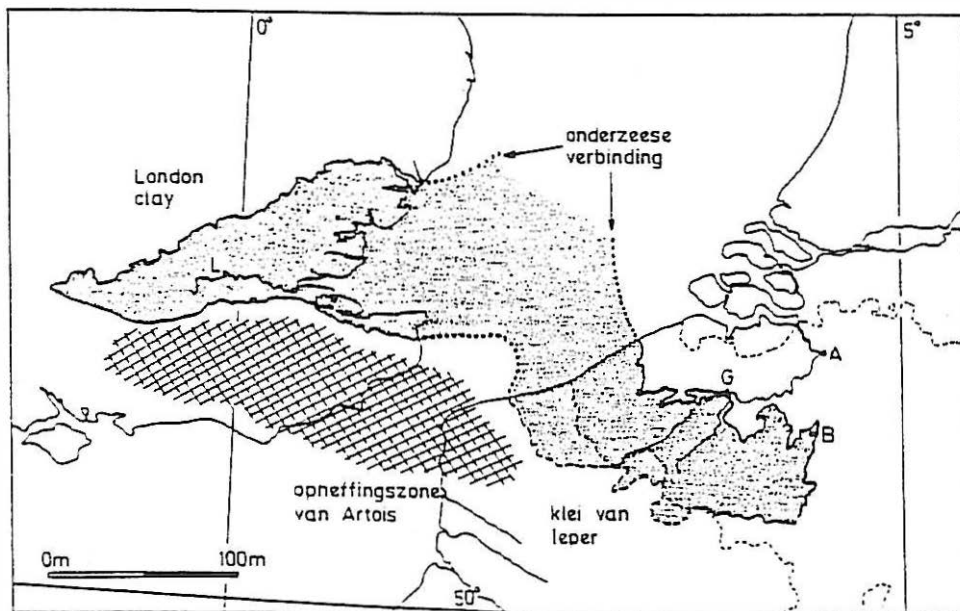 0°
5°
onderzeese
verbinding
London
clay
L
A
G
B
opheffingszone
van Artois
klei van
Ieper
0m
100m
50°